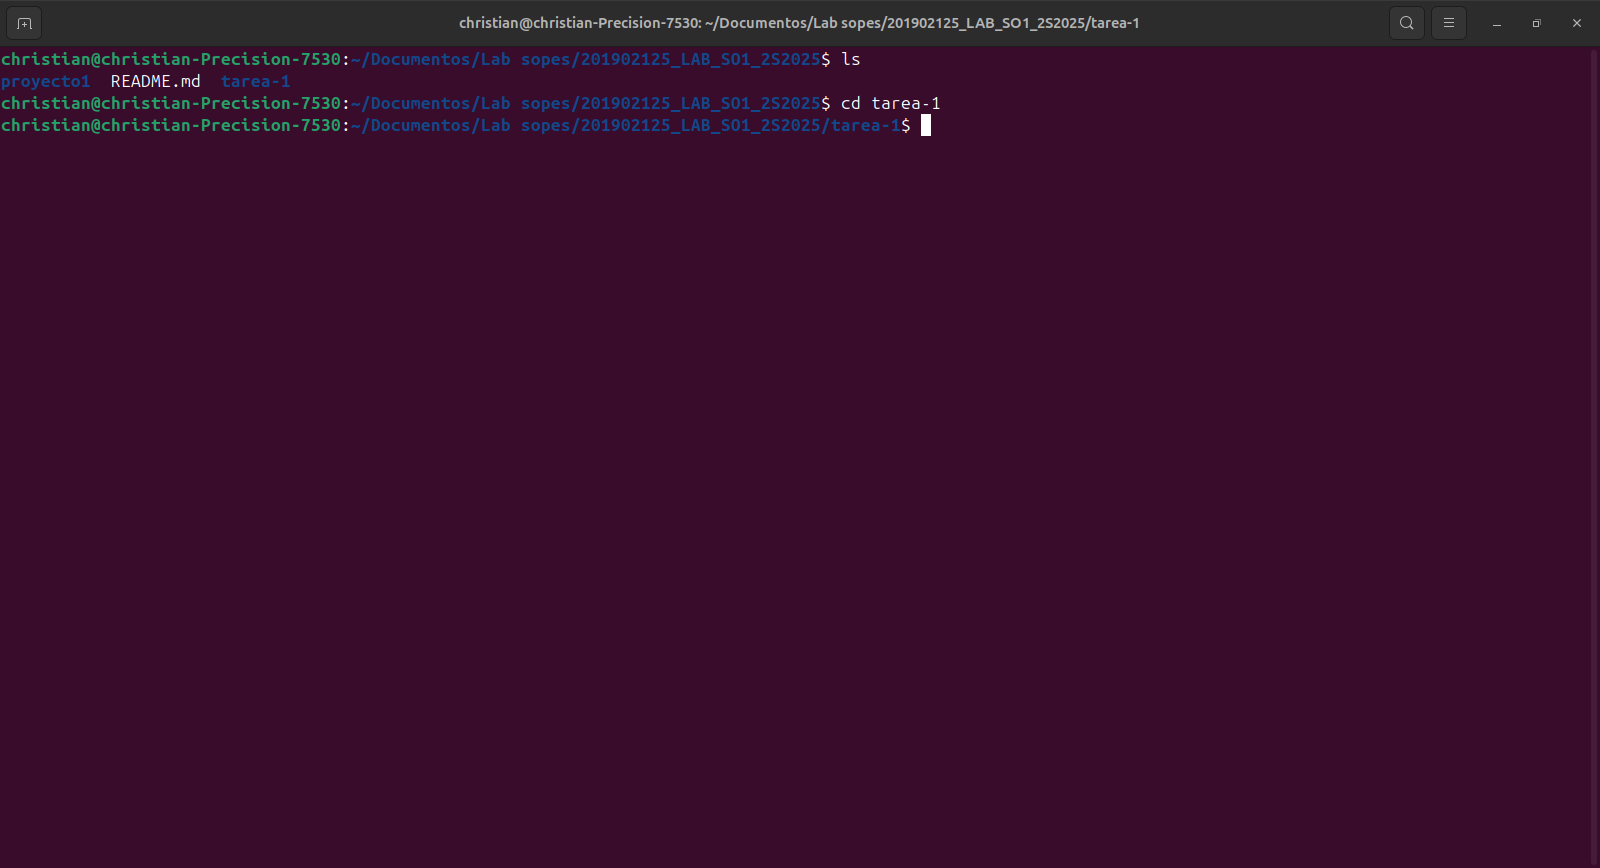 christian@christian-Precision-7530: ~/Documentos/Lab sopes/201902125_LAB_SO1_2S2025/tarea-1
christian@christian-Precision-7530:~/Documentos/Lab sopes/201902125_LAB_SO1_2S2025$ ls
proyecto1  README.md  tarea-1
christian@christian-Precision-7530:~/Documentos/Lab sopes/201902125_LAB_SO1_2S2025$ cd tarea-1
christian@christian-Precision-7530:~/Documentos/Lab sopes/201902125_LAB_SO1_2S2025/tarea-1$